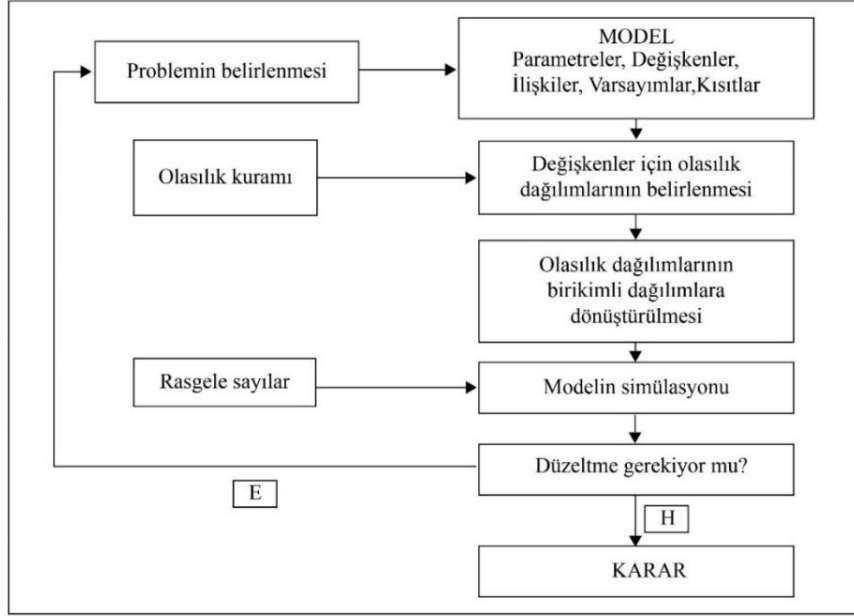 Problemin belirlenmesi
MODEL
Parametreler, Değişkenler,
İlişkiler, Varsayımlar,Kısıtlar
Olasılık kuramı
Değişkenler için olasılık
dağılımlarının belirlenmesi
Olasılık dağılımlarının
birikimli dağılımlara
dönüştürülmesi
Rasgele sayılar
Modelin simülasyonu
Düzeltme gerekiyor mu?
E
H
KARAR